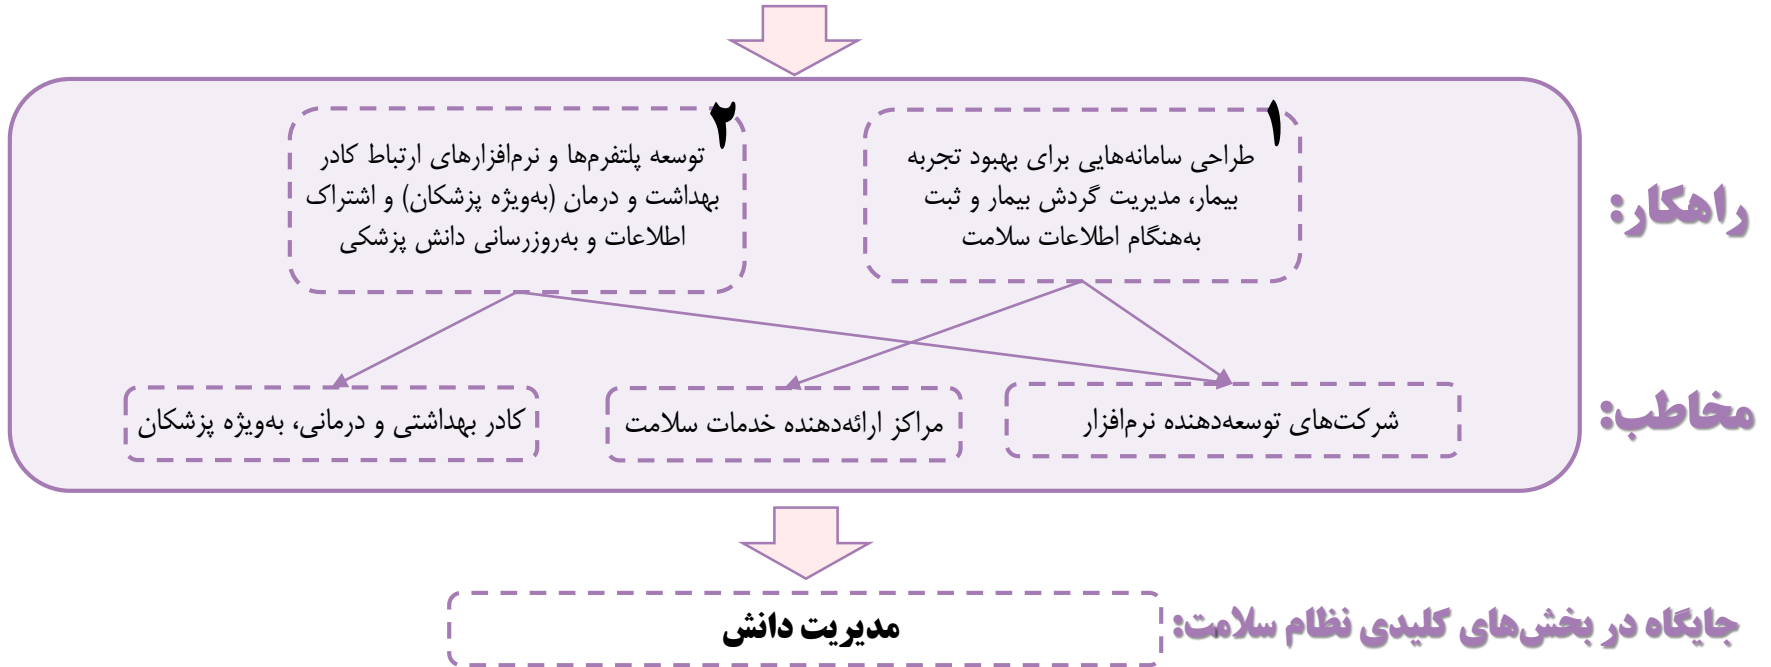 راهکار:
۱
طراحی سامانه‌هایی برای بهبود تجربه
بیمار، مدیریت گردش بیمار و ثبت
به‌هنگام اطلاعات سلامت
۲
توسعه پلتفرم‌ها و نرم‌افزارهای ارتباط کادر
بهداشت و درمان (به‌ویژه پزشکان) و اشتراک
اطلاعات و به‌روزرسانی دانش پزشکی
مخاطب:
شرکت‌های توسعه‌دهنده نرم‌افزار
مراکز ارائه‌دهنده خدمات سلامت
کادر بهداشتی و درمانی، به‌ویژه پزشکان
جایگاه در بخش‌های کلیدی نظام سلامت:
مدیریت دانش